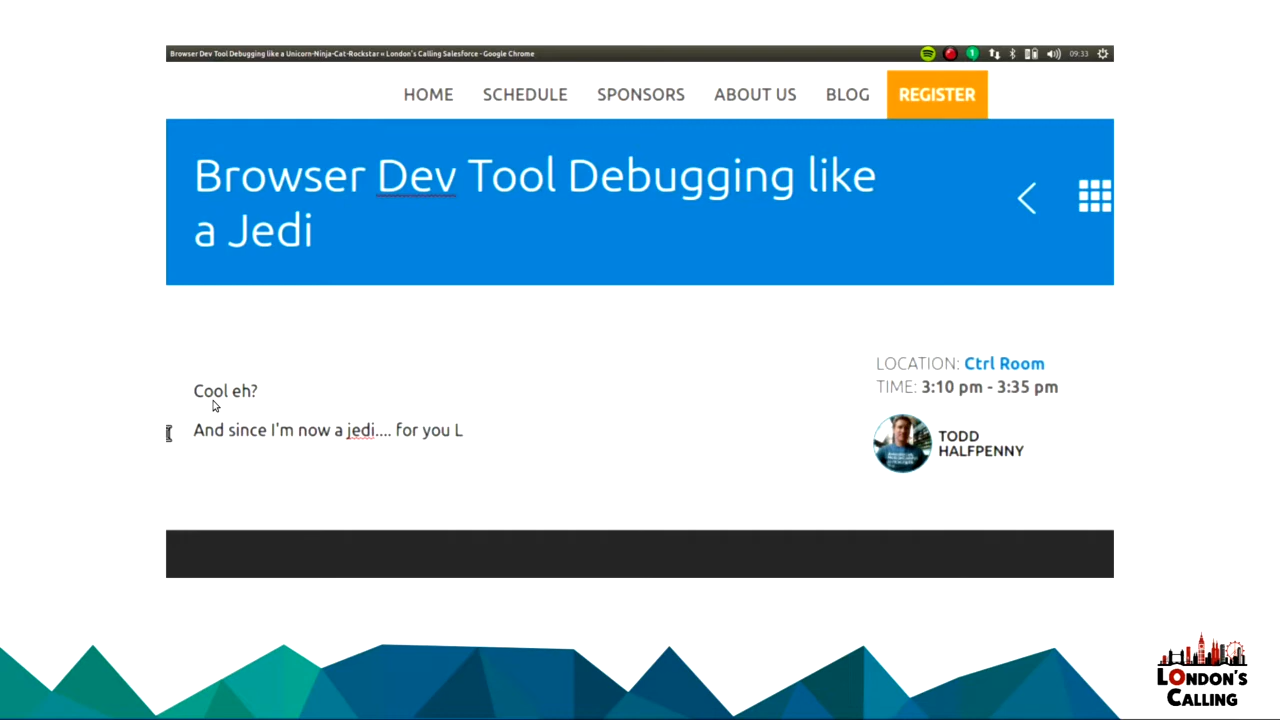 Browser Dev Tool Debugging like a Unicorn-Ninja-Cat-Rockstar « London's Calling Salesforce - Google Chrome
1
09:33
HOME SCHEDULE SPONSORS ABOUT US BLOG REGISTER
Browser Dev Tool Debugging like
a Jedi
Cool eh?
And since I'm now a jedi.... for you L
LOCATION: Ctrl Room
TIME: 3:10 pm - 3:35 pm
TODD
HALFPENNY
LONDON'S
CALLING